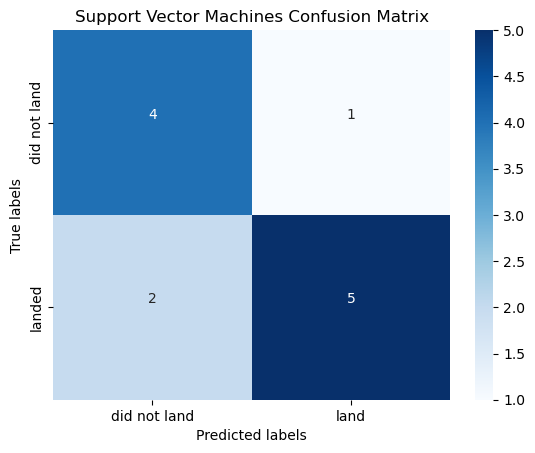 Support Vector Machines Confusion Matrix
True labels
did not land
landed
4
1
2
5
did not land
land
Predicted labels
5.0
4.5
4.0
3.5
3.0
2.5
2.0
1.5
1.0